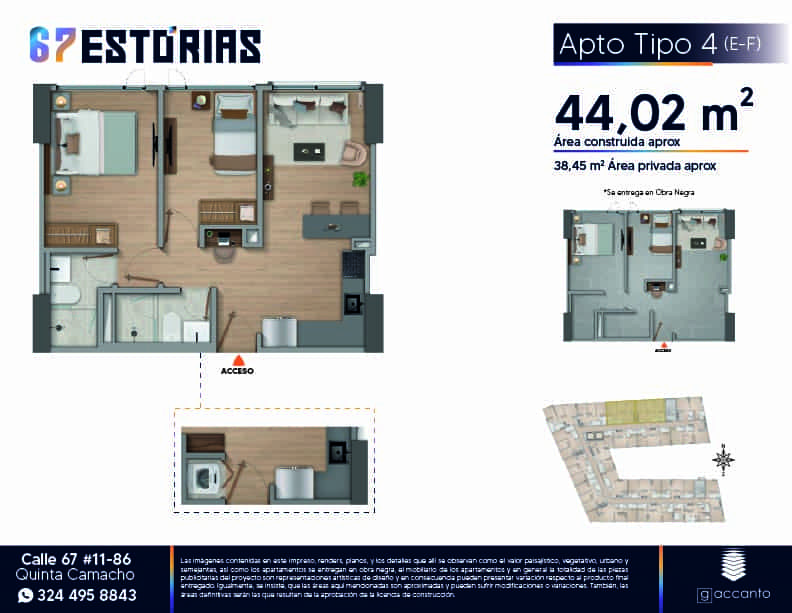 67 ESTÓRIAS
Apto Tipo 4 (E-F)
44,02 m²
Área construida aprox
38,45 m² Área privada aprox
*Se entrega en Obra Negra
ACCESO
ACCESO
N
S
Calle 67 #11-86
Quinta Camacho
324 495 8843
Las imágenes contenidas en este impreso, renders, planos, y los detalles que allí se observan como el valor paisajístico, vegetativo, urbano y
semejantes, así como los apartamentos se entregan en obra negra, el mobiliario de los apartamentos y en general la totalidad de las piezas
publicitarias del proyecto son representaciones artísticas de diseño y en consecuencia pueden presentar variación respecto al producto final
entregado. Igualmente, se insiste, que las áreas aquí mencionadas son aproximadas y pueden sufrir modificaciones o variaciones. También, las
áreas definitivas serán las que resulten de la aprobación de la licencia de construcción.
g accanto